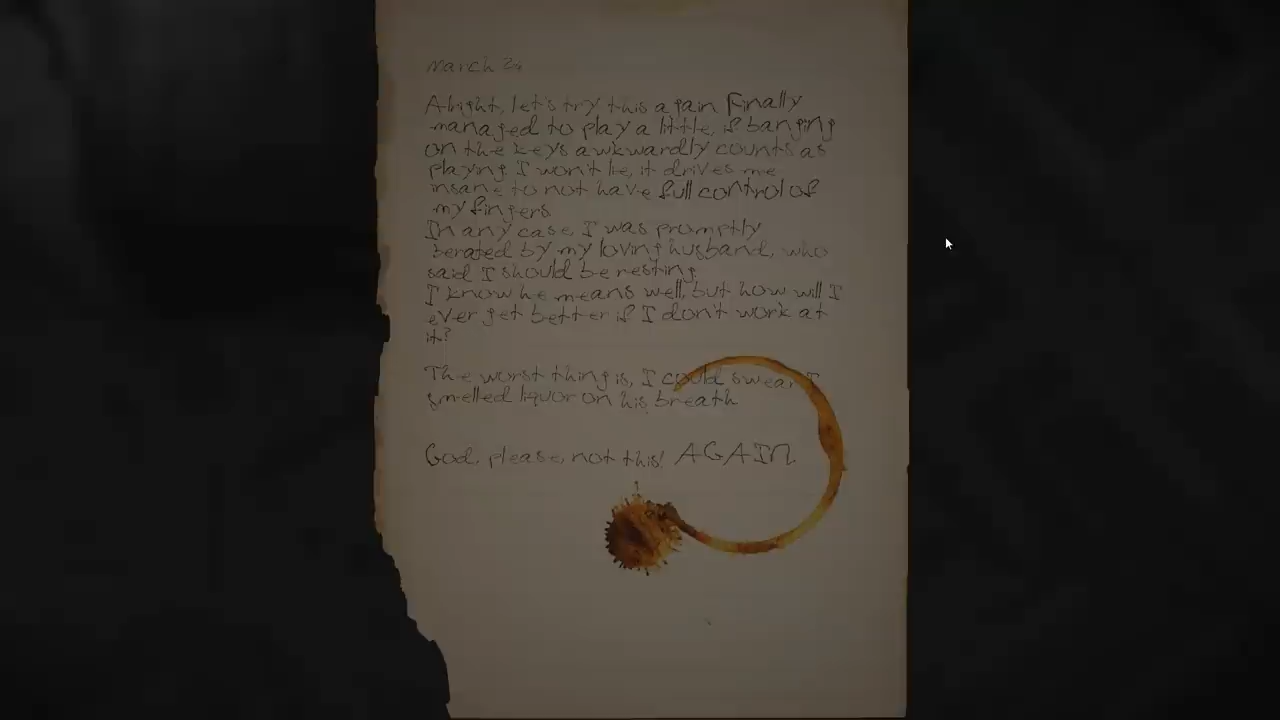 March 24
Alright, let's try this again Finally
managed to play a little, if banging
on the keys awkwardly counts as
playing I won't lie, it drives me
insane to not have full control of
my fingers
In any case, I was promptly
berated by my loving husband, who
said I should be resting
I know he means well, but how will I
ever get better if I don't work at
it?
The worst thing is, I could swear I
smelled liquor on his breath
God, please, not this! AGAIN